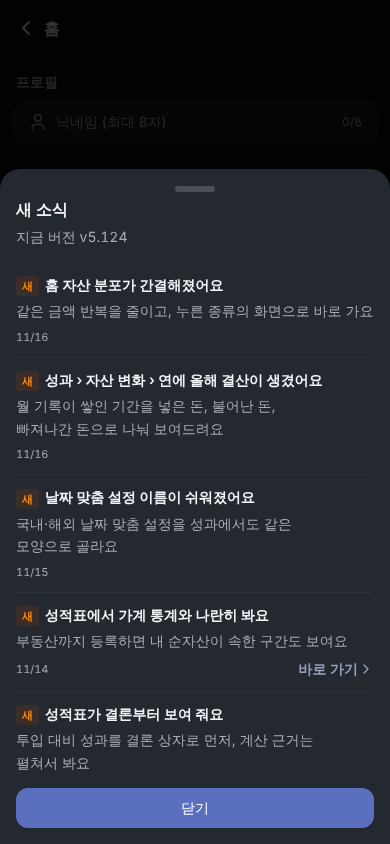 홈
프로필
닉네임 (최대 8자)
0/8
새 소식
지금 버전 v5.124
새 홈 자산 분포가 간결해졌어요
같은 금액 반복을 줄이고, 누른 종류의 화면으로 바로 가요
11/16
새 성과 › 자산 변화 › 연에 올해 결산이 생겼어요
월 기록이 쌓인 기간을 넣은 돈, 불어난 돈,
빠져나간 돈으로 나눠 보여드려요
11/16
새 날짜 맞춤 설정 이름이 쉬워졌어요
국내·해외 날짜 맞춤 설정을 성과에서도 같은
모양으로 골라요
11/15
새 성적표에서 가계 통계와 나란히 봐요
부동산까지 등록하면 내 순자산이 속한 구간도 보여요
11/14
바로 가기
새 성적표가 결론부터 보여 줘요
투입 대비 성과를 결론 상자로 먼저, 계산 근거는
펼쳐서 봐요
닫기